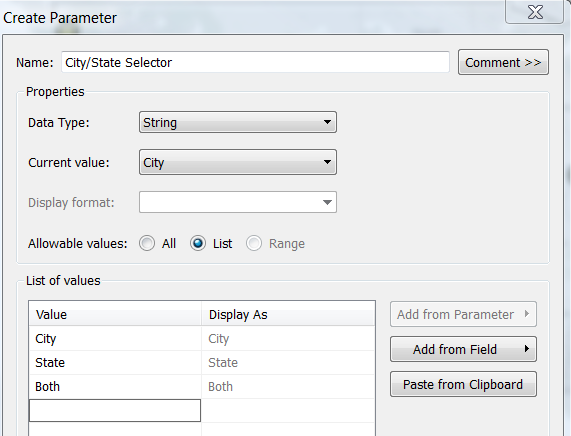 Create Parameter
Name: City/State Selector Comment >>
Properties
Data Type: String
Current value: City
Display format:
Allowable values: All List Range
List of values
Value Display As
Add from Parameter
City City
State State
Add from Field
Both Both
Paste from Clipboard